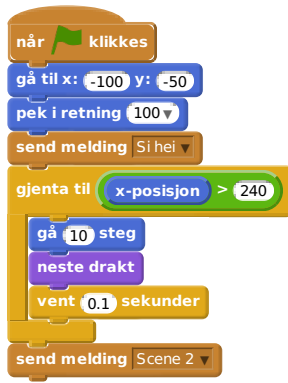 når klikkes
gå til x: -100 y: -50
pek i retning 100
send melding Si hei
gjenta til x-posisjon > 240
gå 10 steg
neste drakt
vent 0.1 sekunder
send melding Scene 2